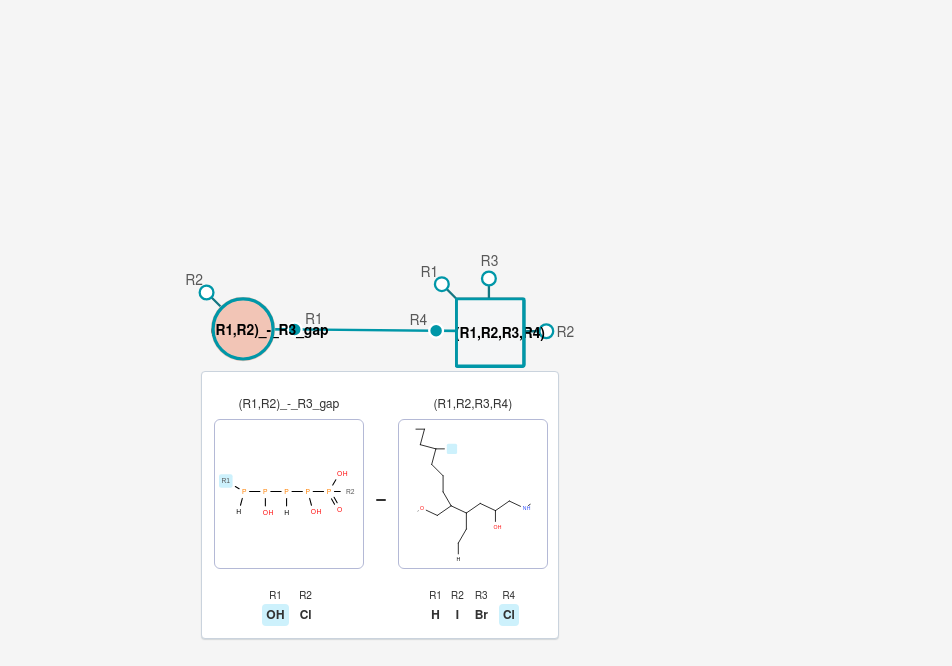 R3
R1
R2
R1
R4
(R1,R2)_-_R3_gap
(R1,R2,R3,R4)
R2
(R1,R2)_-_R3_gap
(R1,R2,R3,R4)
R1
P P P P P R2
H OH H OH O
OH
–
O
NH
OH
H
R1 R2
OH Cl
R1 R2 R3 R4
H I Br Cl